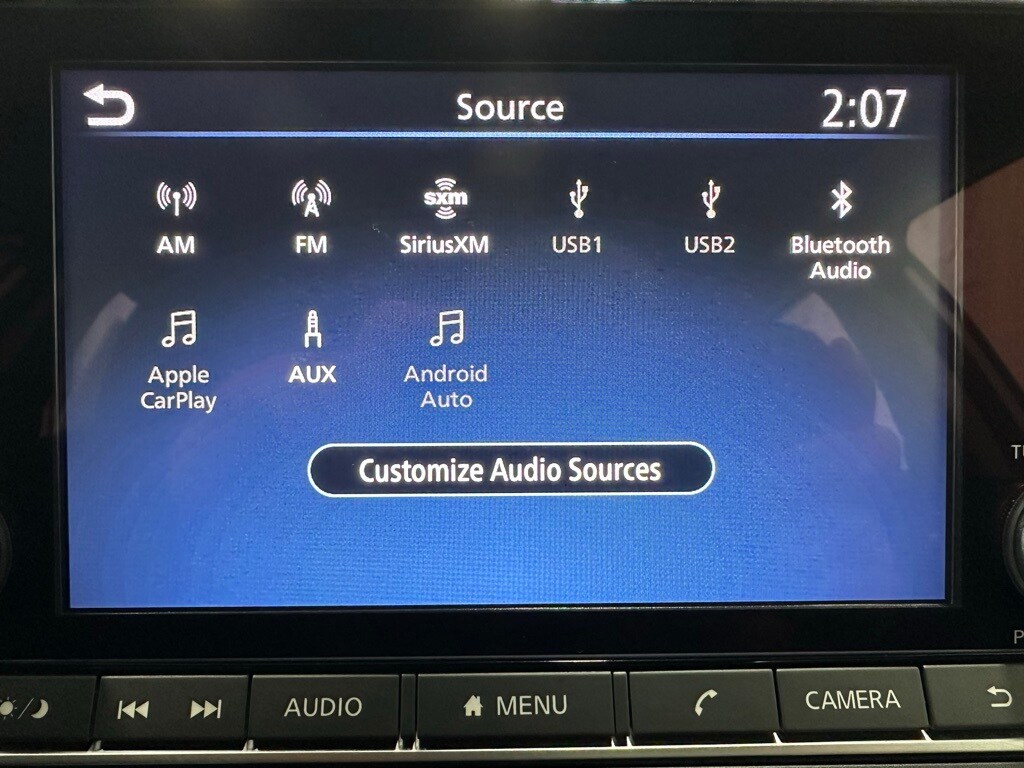 Source 2:07
sxm
AM FM SiriusXM USB1 USB2 Bluetooth
Audio
Apple AUX Android
CarPlay Auto
Customize Audio Sources
AUDIO MENU CAMERA